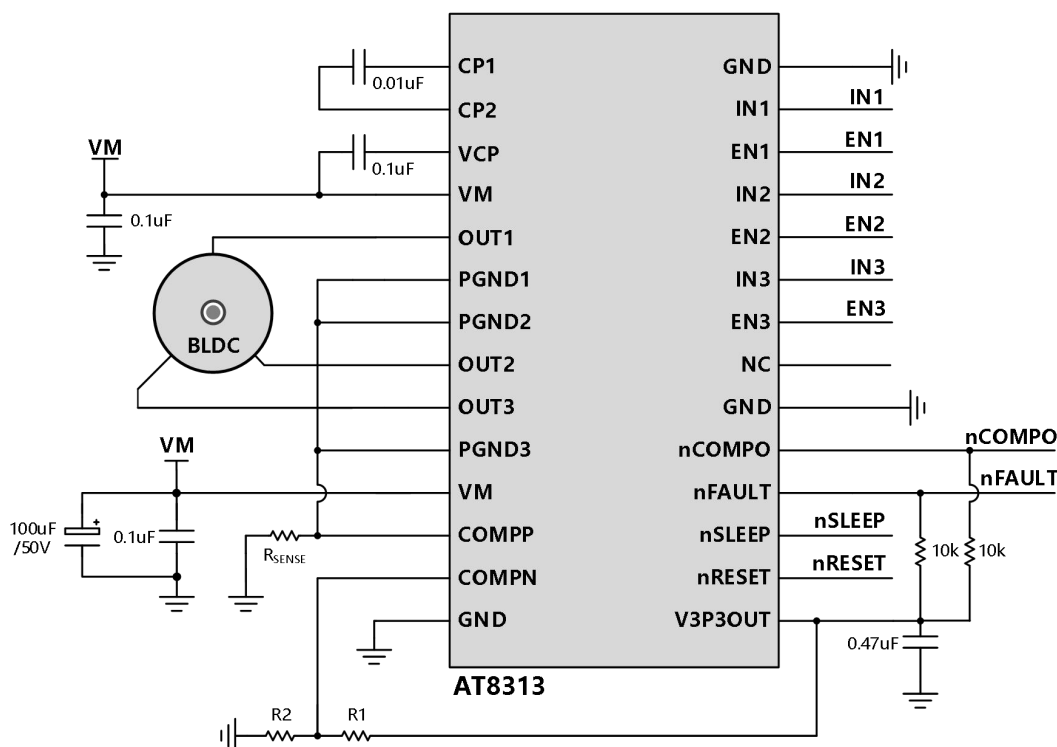 CP1
0.01uF
CP2
VCP
0.1uF
VM
VM
0.1uF
OUT1
PGND1
PGND2
BLDC
OUT2
OUT3
PGND3
VM
VM
100uF
/50V
+
0.1uF
COMPP
RSENSE
COMPN
GND
R2
R1
AT8313
GND
IN1
IN1
EN1
EN1
IN2
IN2
EN2
EN2
IN3
IN3
EN3
EN3
NC
GND
nCOMPO
nCOMPO
nFAULT
nFAULT
nSLEEP
nSLEEP
10k
10k
nRESET
nRESET
V3P3OUT
0.47uF